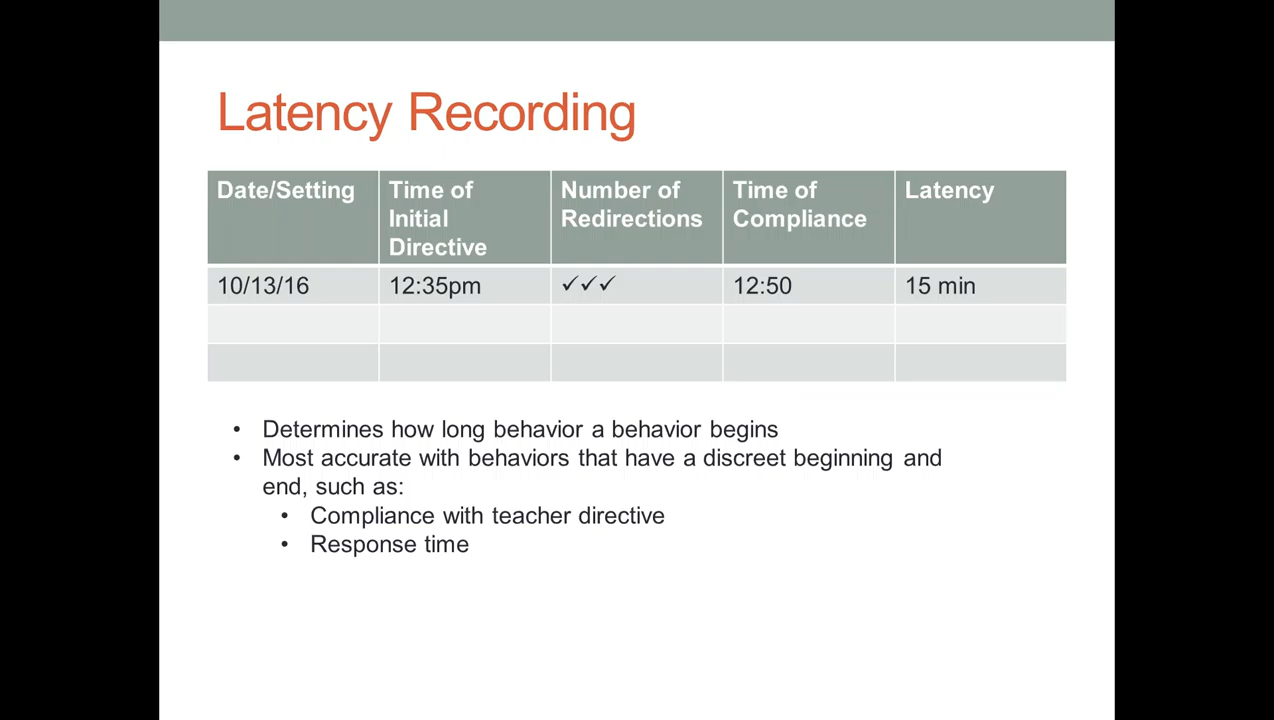 Latency Recording
Date/Setting
Time of
Initial
Directive
Number of
Redirections
Time of
Compliance
Latency
10/13/16
12:35pm
✓✓✓
12:50
15 min
• Determines how long behavior a behavior begins
• Most accurate with behaviors that have a discreet beginning and
end, such as:
• Compliance with teacher directive
• Response time